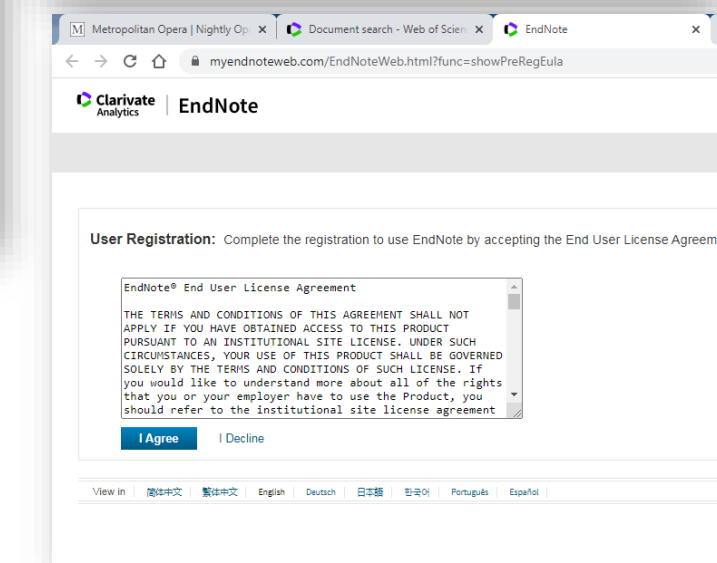 Metropolitan Opera | Nightly Op
Document search - Web of Scien
EndNote
myendnoteweb.com/EndNoteWeb.html?func=showPreRegEula
Clarivate
Analytics
EndNote
User Registration: Complete the registration to use EndNote by accepting the End User License Agreem
EndNote® End User License Agreement
THE TERMS AND CONDITIONS OF THIS AGREEMENT SHALL NOT
APPLY IF YOU HAVE OBTAINED ACCESS TO THIS PRODUCT
PURSUANT TO AN INSTITUTIONAL SITE LICENSE. UNDER SUCH
CIRCUMSTANCES, YOUR USE OF THIS PRODUCT SHALL BE GOVERNED
SOLELY BY THE TERMS AND CONDITIONS OF SUCH LICENSE. If
you would like to understand more about all of the rights
that you or your employer have to use the Product, you
should refer to the institutional site license agreement
I Agree I Decline
View in 简体中文 繁体中文 English Deutsch 日本語 한국어 Português Español